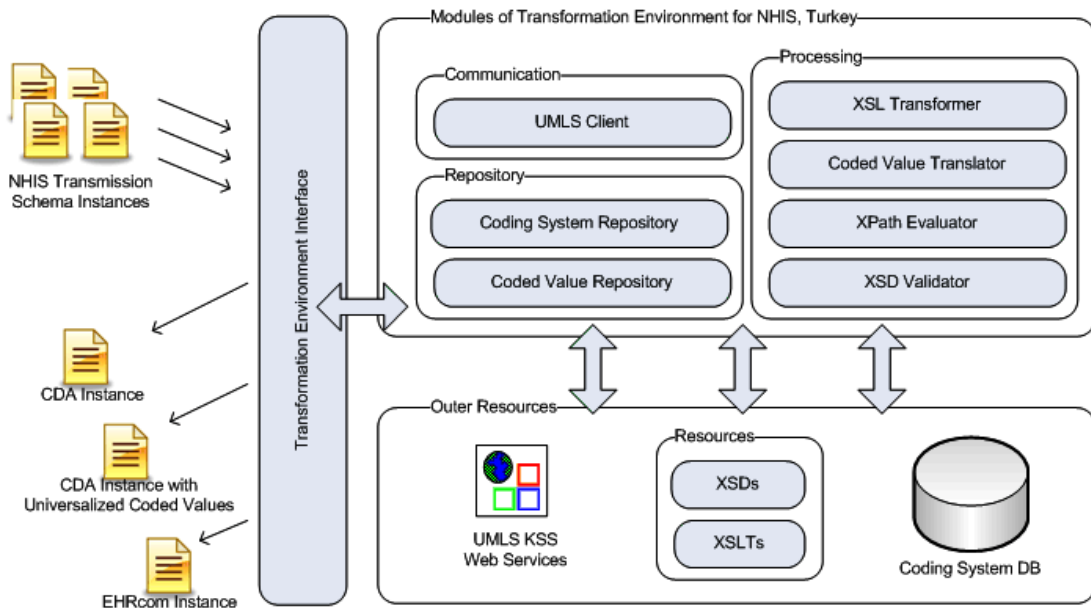 NHIS Transmission
Schema Instances
CDA Instance
CDA Instance with
Universalized Coded Values
EHRcom Instance
Transformation Environment Interface
Modules of Transformation Environment for NHIS, Turkey
Communication
UMLS Client
Repository
Coding System Repository
Coded Value Repository
Processing
XSL Transformer
Coded Value Translator
XPath Evaluator
XSD Validator
Outer Resources
UMLS KSS
Web Services
Resources
XSDs
XSLTs
Coding System DB